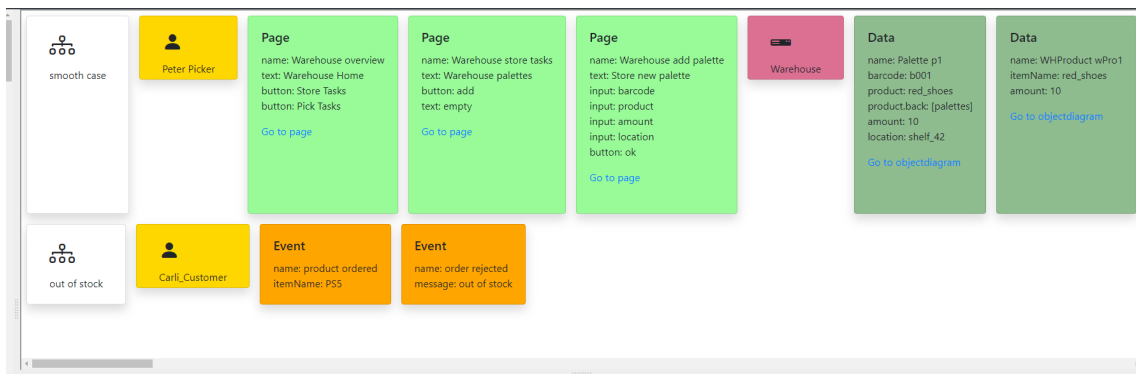 smooth case
Peter Picker
Page
name: Warehouse overview
text: Warehouse Home
button: Store Tasks
button: Pick Tasks
Go to page
Page
name: Warehouse store tasks
text: Warehouse palettes
button: add
text: empty
Go to page
Page
name: Warehouse add palette
text: Store new palette
input: barcode
input: product
input: amount
input: location
button: ok
Go to page
Warehouse
Data
name: Palette p1
barcode: b001
product: red_shoes
product.back: [palettes]
amount: 10
location: shelf_42
Go to objectdiagram
Data
name: WHProduct wPro1
itemName: red_shoes
amount: 10
Go to objectdiagram
out of stock
Carli_Customer
Event
name: product ordered
itemName: PS5
Event
name: order rejected
message: out of stock